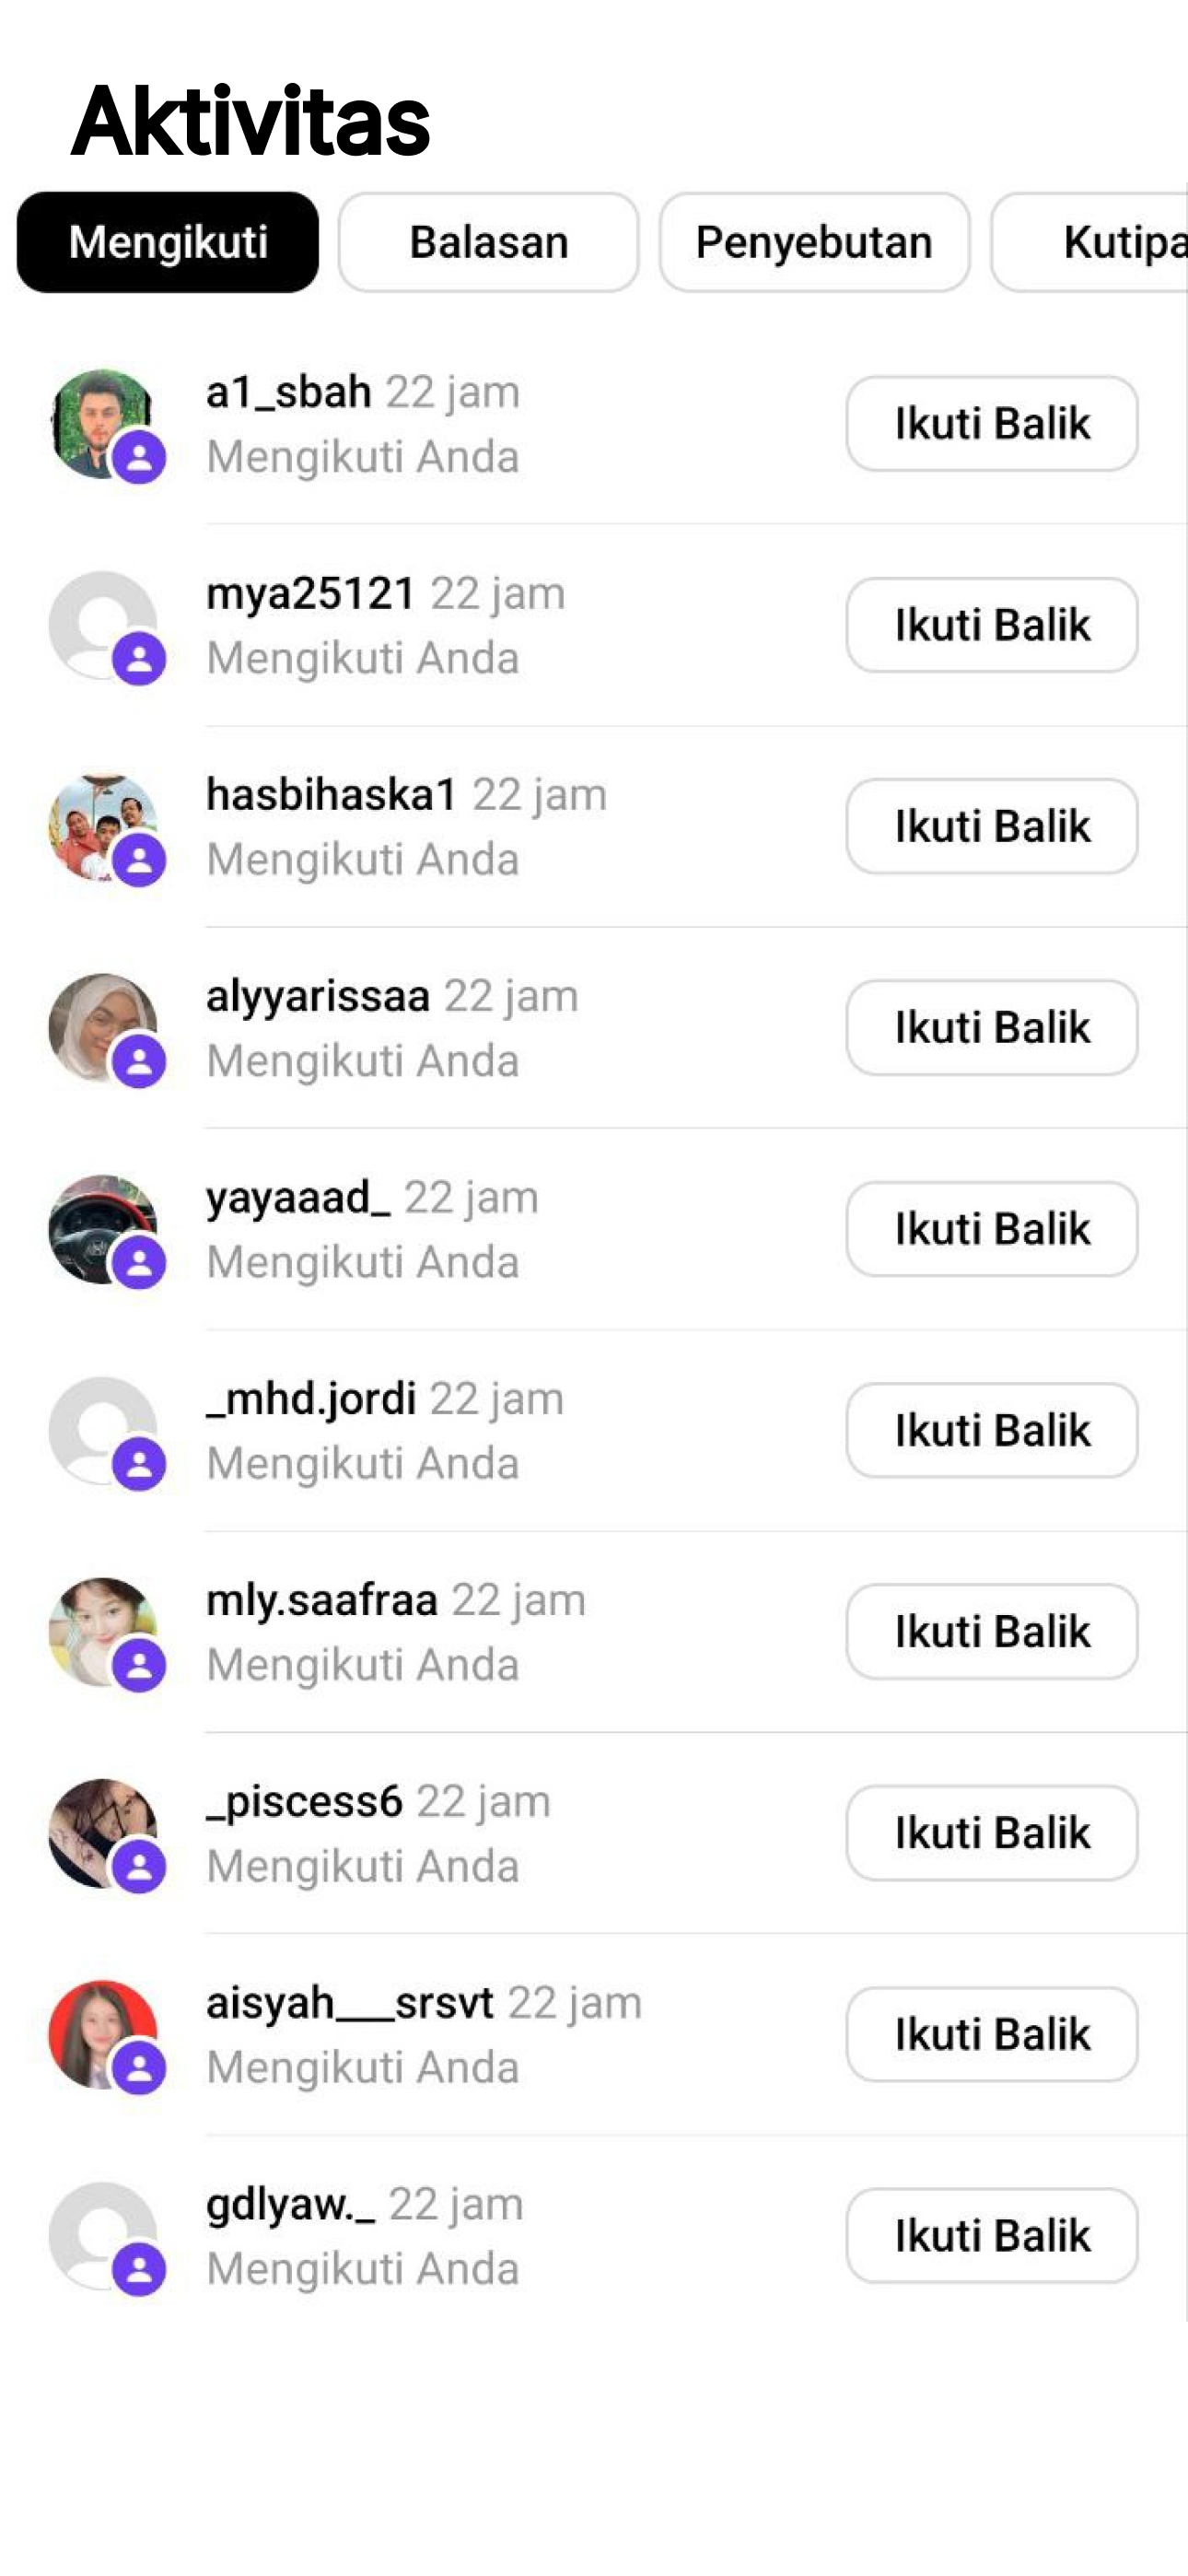 Aktivitas
Mengikuti Balasan Penyebutan Kutipa
a1_sbah 22 jam
Mengikuti Anda
Ikuti Balik
mya25121 22 jam
Mengikuti Anda
Ikuti Balik
hasbihaska1 22 jam
Mengikuti Anda
Ikuti Balik
alyyarissaa 22 jam
Mengikuti Anda
Ikuti Balik
yayaaad_ 22 jam
Mengikuti Anda
Ikuti Balik
_mhd.jordi 22 jam
Mengikuti Anda
Ikuti Balik
mly.saafraa 22 jam
Mengikuti Anda
Ikuti Balik
_piscess6 22 jam
Mengikuti Anda
Ikuti Balik
aisyah___srsvt 22 jam
Mengikuti Anda
Ikuti Balik
gdlyaw._ 22 jam
Mengikuti Anda
Ikuti Balik